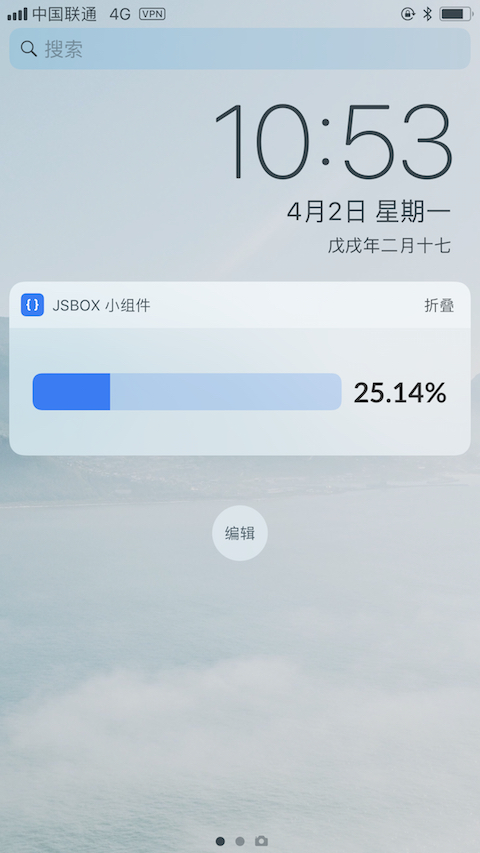 中国联通 4G VPN
搜索
10:53
4月2日 星期一
戊戌年二月十七
{} JSBOX 小组件 折叠
25.14%
编辑